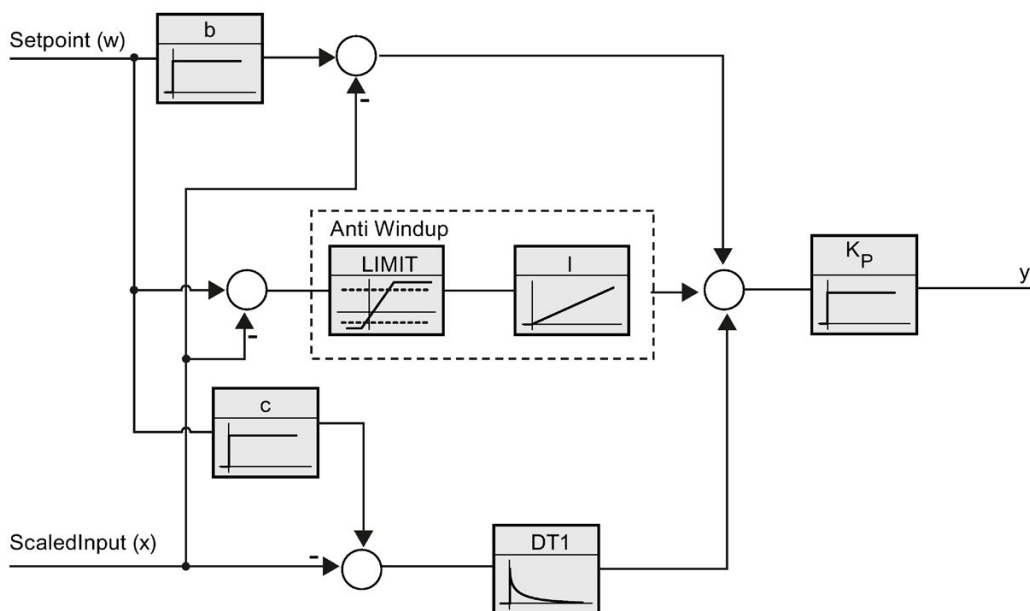 Setpoint (w)
b
-
Anti Windup
LIMIT
I
K_P
y
-
c
ScaledInput (x)
-
DT1